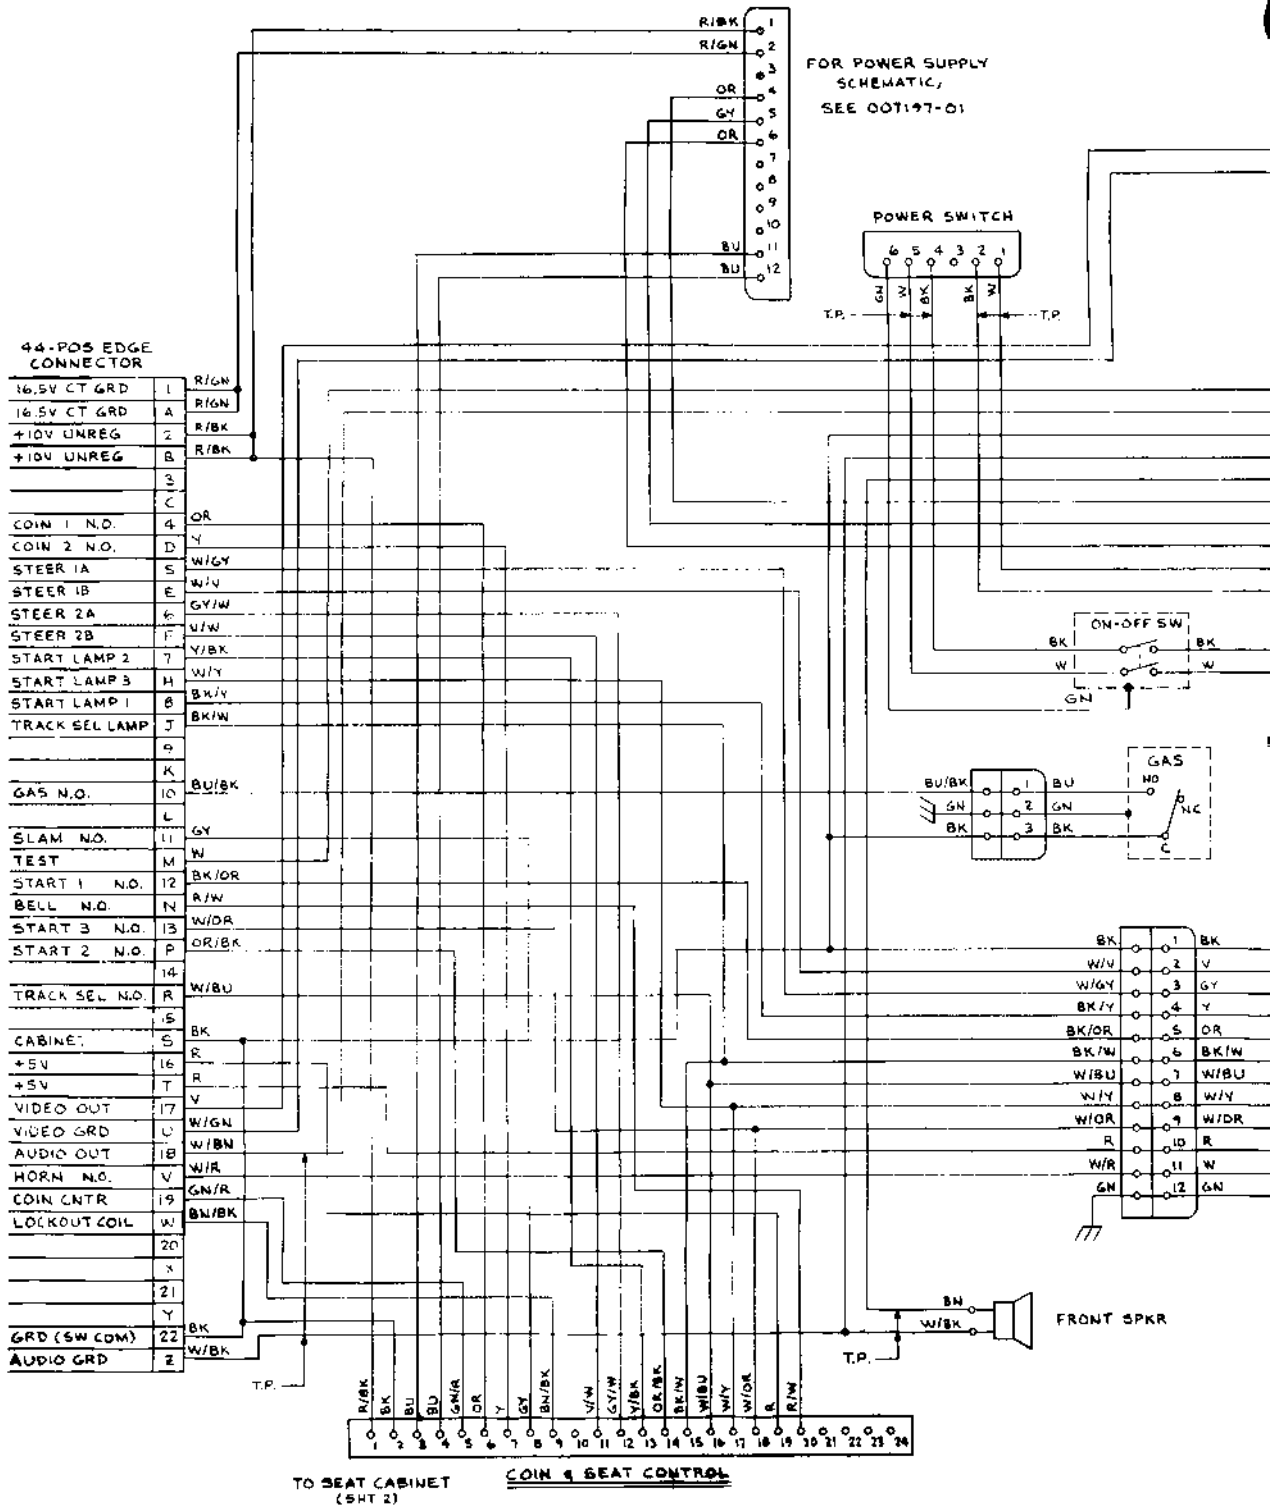 R/BK 1
R/GN 2
3
OR 4
GY 5
OR 6
7
8
9
10
BU 11
BU 12
FOR POWER SUPPLY
SCHEMATIC,
SEE 007197-01
POWER SWITCH
6 5 4 3 2 1
GN W BK BK W
T.P. T.P.
44-POS EDGE
CONNECTOR
16.5V CT GRD 1 R/GN
16.5V CT GRD A R/GN
+10V UNREG 2 R/BK
+10V UNREG B R/BK
3
C
COIN 1 N.O. 4 OR
COIN 2 N.O. D Y
STEER 1A 5 W/GY
STEER 1B E W/V
STEER 2A 6 GY/W
STEER 2B F V/W
START LAMP 2 7 Y/BK
START LAMP 3 H W/Y
START LAMP 1 8 BK/Y
TRACK SEL LAMP J BK/W
9
K
GAS N.O. 10 BU/BK
L
SLAM N.O. 11 GY
TEST M W
START 1 N.O. 12 BK/OR
BELL N.O. N R/W
START 3 N.O. 13 W/OR
START 2 N.O. P OR/BK
14
TRACK SEL N.O. R W/BU
15
CABINET S BK
+5V 16 R
+5V T R
VIDEO OUT 17 V
VIDEO GRD U W/GN
AUDIO OUT 18 W/BN
HORN N.O. V W/R
COIN CNTR 19 GN/R
LOCKOUT COIL W BN/BK
20
X
21
Y
GRD (SW COM) 22 BK
AUDIO GRD Z W/BK
T.P.
ON-OFF SW
BK BK
W W
GN
GAS
NO
NC
C
BU/BK 1 BU
GN 2 GN
BK 3 BK
BK 1 BK
W/V 2 V
W/GY 3 GY
BK/Y 4 Y
BK/OR 5 OR
BK/W 6 BK/W
W/BU 7 W/BU
W/Y 8 W/Y
W/OR 9 W/OR
R 10 R
W/R 11 W
GN 12 GN
BN
W/BK
FRONT SPKR
T.P.
R/BK BK BU BU GN/R OR Y GY BN/BK V/W GY/W Y/BK OR/BK BK/W W/BU W/Y W/OR R R/W
1 2 3 4 5 6 7 8 9 10 11 12 13 14 15 16 17 18 19 20 21 22 23 24
TO SEAT CABINET
(SHT 2)
COIN & SEAT CONTROL